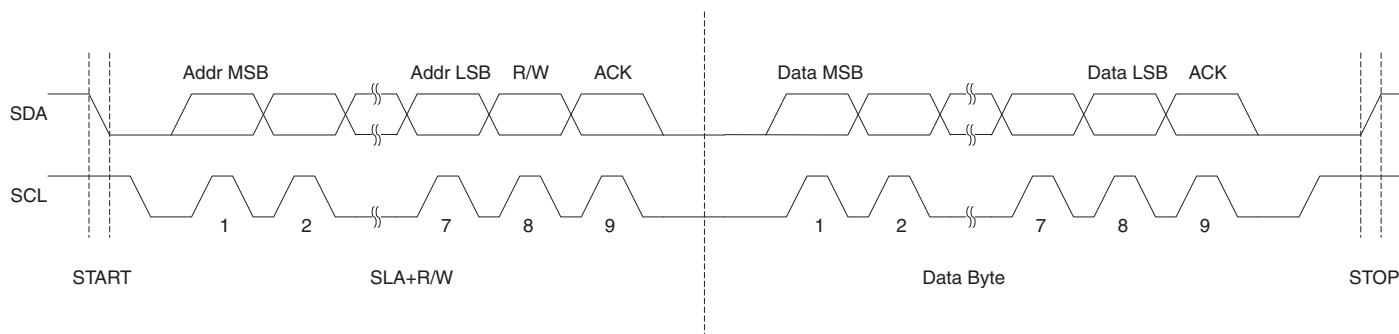 Addr MSB Addr LSB R/W ACK Data MSB Data LSB ACK
SDA
SCL
1 2 7 8 9 1 2 7 8 9
START SLA+R/W Data Byte STOP